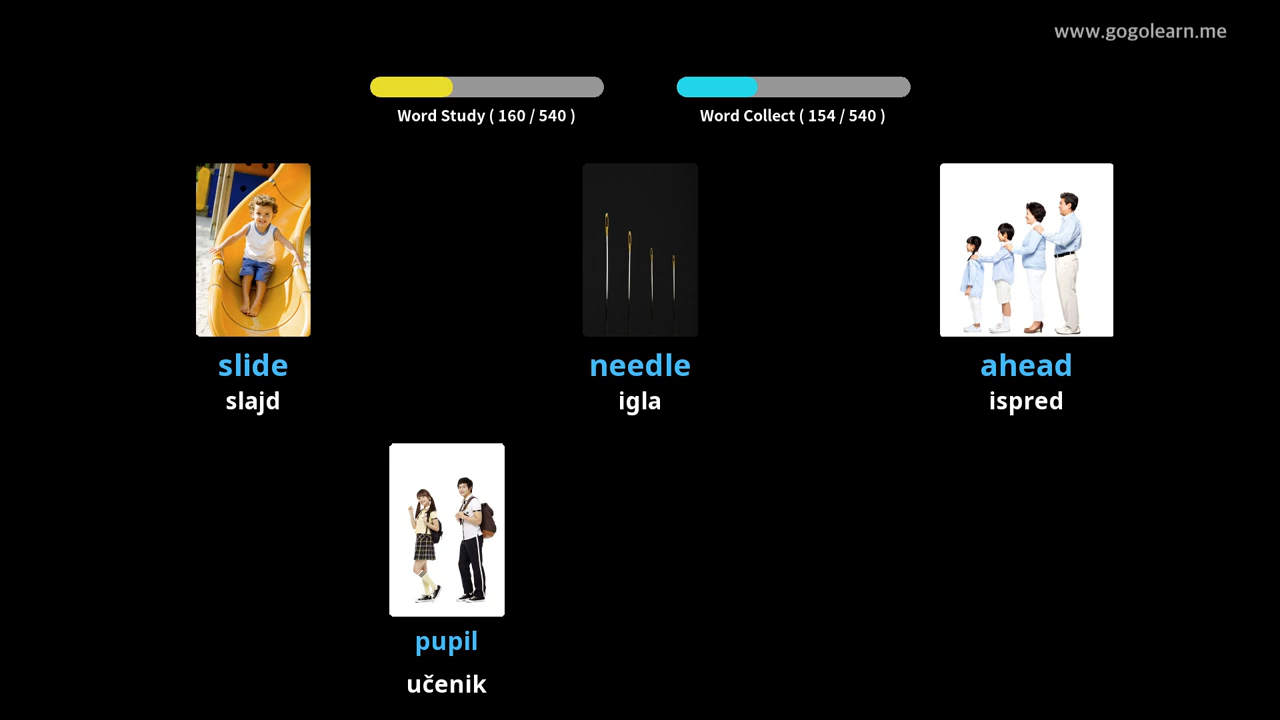 www.gogolearn.me
Word Study ( 160 / 540 )
Word Collect ( 154 / 540 )
slide
slajd
needle
igla
ahead
ispred
pupil
učenik